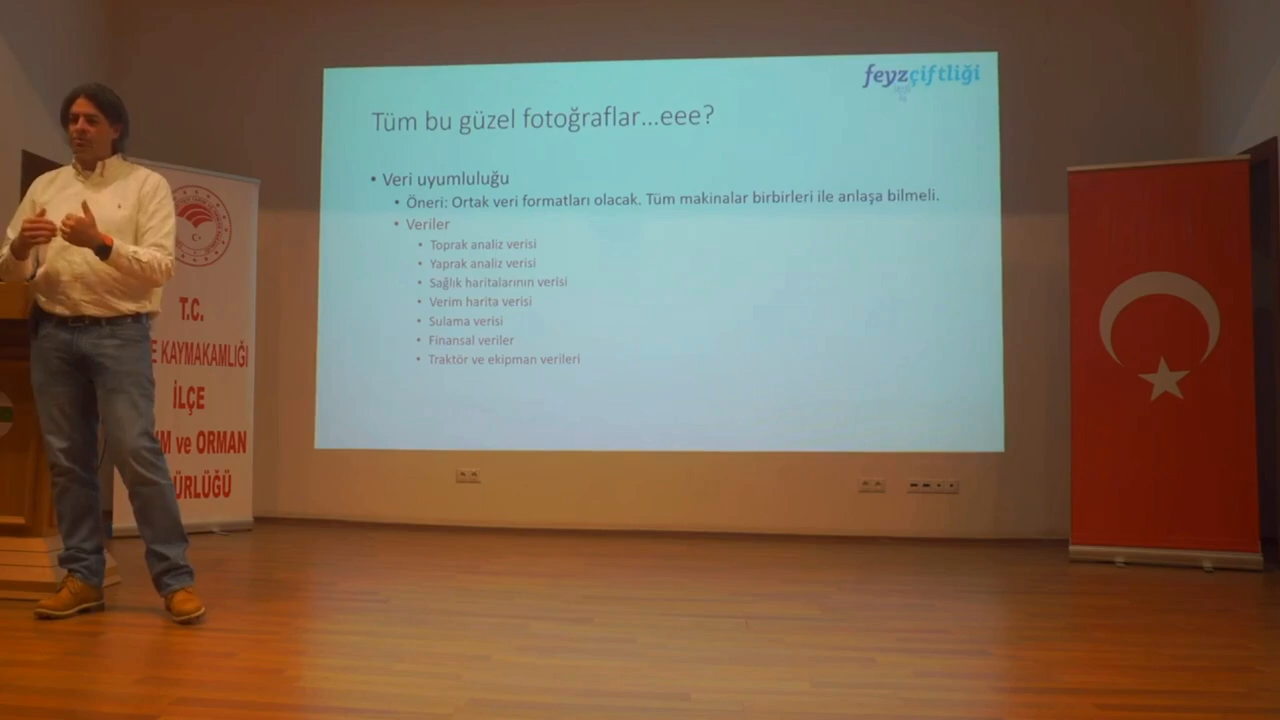 feyzçiftliği
Tüm bu güzel fotoğraflar...eee?
• Veri uyumluluğu
• Öneri: Ortak veri formatları olacak. Tüm makinalar birbirleri ile anlaşa bilmeli.
• Veriler
• Toprak analiz verisi
• Yaprak analiz verisi
• Sağlık haritalarının verisi
• Verim harita verisi
• Sulama verisi
• Finansal veriler
• Traktör ve ekipman verileri
T.C.
KAYMAKAMLIĞI
İLÇE
ve ORMAN